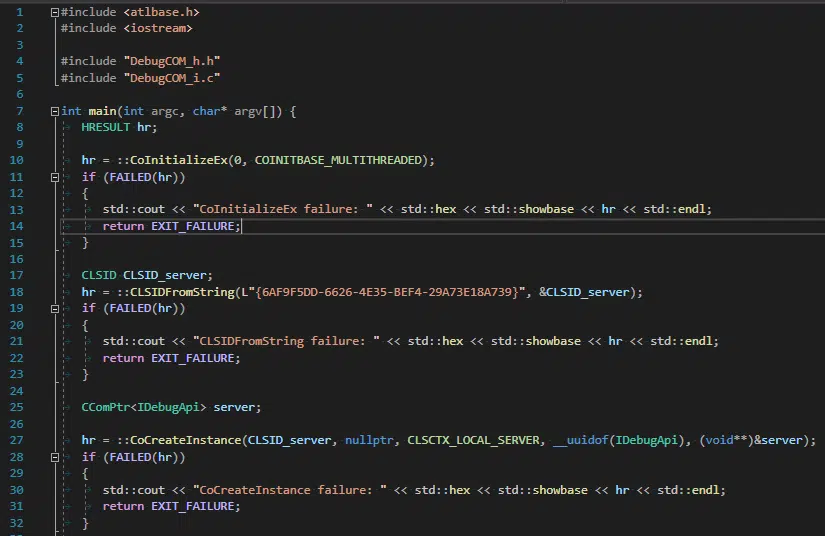 1 #include <atlbase.h>
2 #include <iostream>
3
4 #include "DebugCOM_h.h"
5 #include "DebugCOM_i.c"
6
7 int main(int argc, char* argv[]) {
8 HRESULT hr;
9
10 hr = ::CoInitializeEx(0, COINITBASE_MULTITHREADED);
11 if (FAILED(hr))
12 {
13 std::cout << "CoInitializeEx failure: " << std::hex << std::showbase << hr << std::endl;
14 return EXIT_FAILURE;
15 }
16
17 CLSID CLSID_server;
18 hr = ::CLSIDFromString(L"{6AF9F5DD-6626-4E35-BEF4-29A73E18A739}", &CLSID_server);
19 if (FAILED(hr))
20 {
21 std::cout << "CLSIDFromString failure: " << std::hex << std::showbase << hr << std::endl;
22 return EXIT_FAILURE;
23 }
24
25 CComPtr<IDebugApi> server;
26
27 hr = ::CoCreateInstance(CLSID_server, nullptr, CLSCTX_LOCAL_SERVER, __uuidof(IDebugApi), (void**)&server);
28 if (FAILED(hr))
29 {
30 std::cout << "CoCreateInstance failure: " << std::hex << std::showbase << hr << std::endl;
31 return EXIT_FAILURE;
32 }